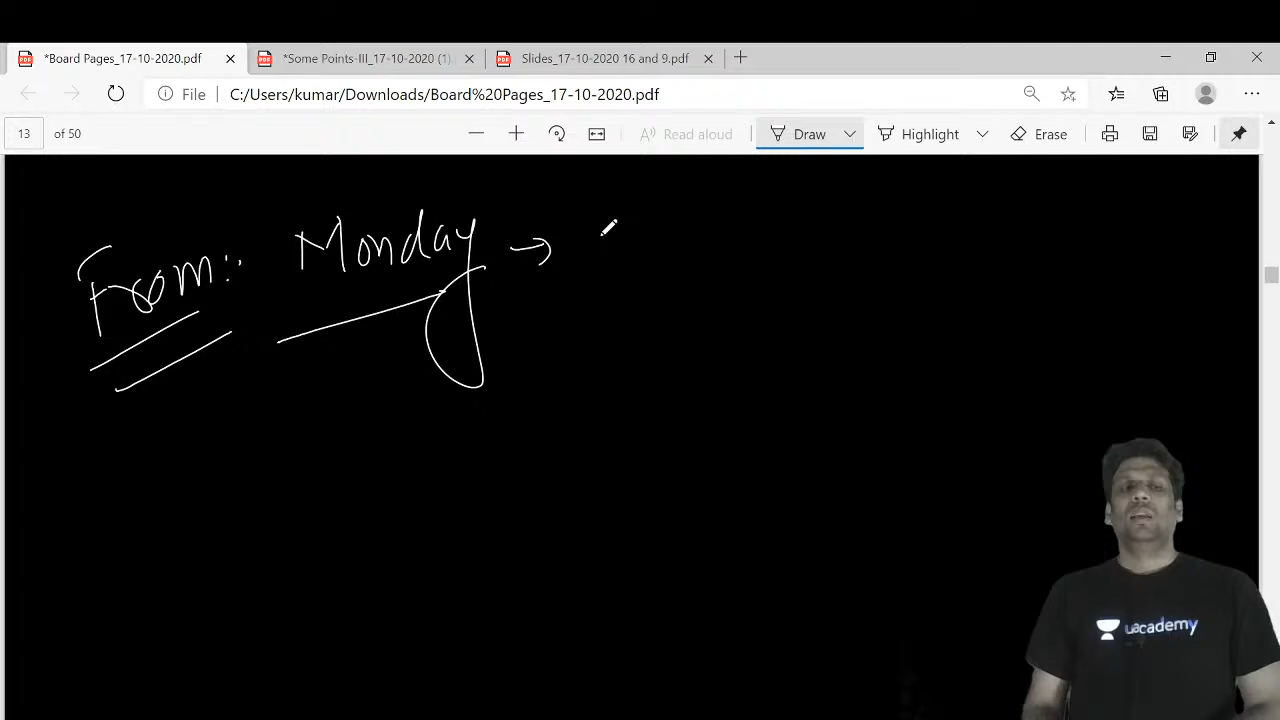 *Board Pages_17-10-2020.pdf
*Some Points-III_17-10-2020 (1).
Slides_17-10-2020 16 and 9.pdf
File C:/Users/kumar/Downloads/Board%20Pages_17-10-2020.pdf
13 of 50 Read aloud Draw Highlight Erase
From:- Monday →
unacademy